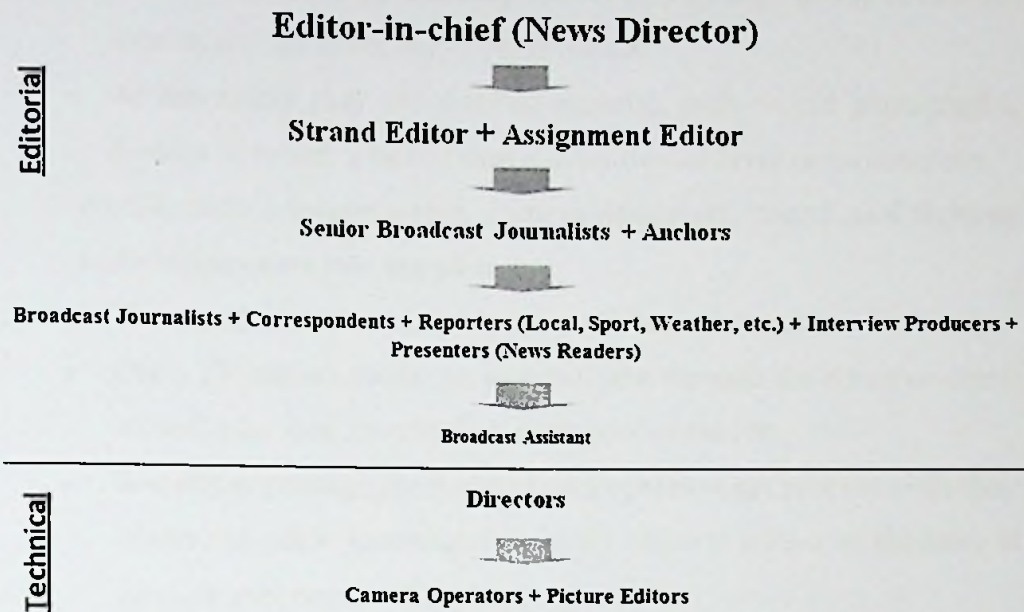 Editor-in-chief (News Director)
Editorial
Strand Editor + Assignment Editor
Senior Broadcast Journalists + Anchors
Broadcast Journalists + Correspondents + Reporters (Local, Sport, Weather, etc.) + Interview Producers +
Presenters (News Readers)
Broadcast Assistant
Technical
Directors
Camera Operators + Picture Editors